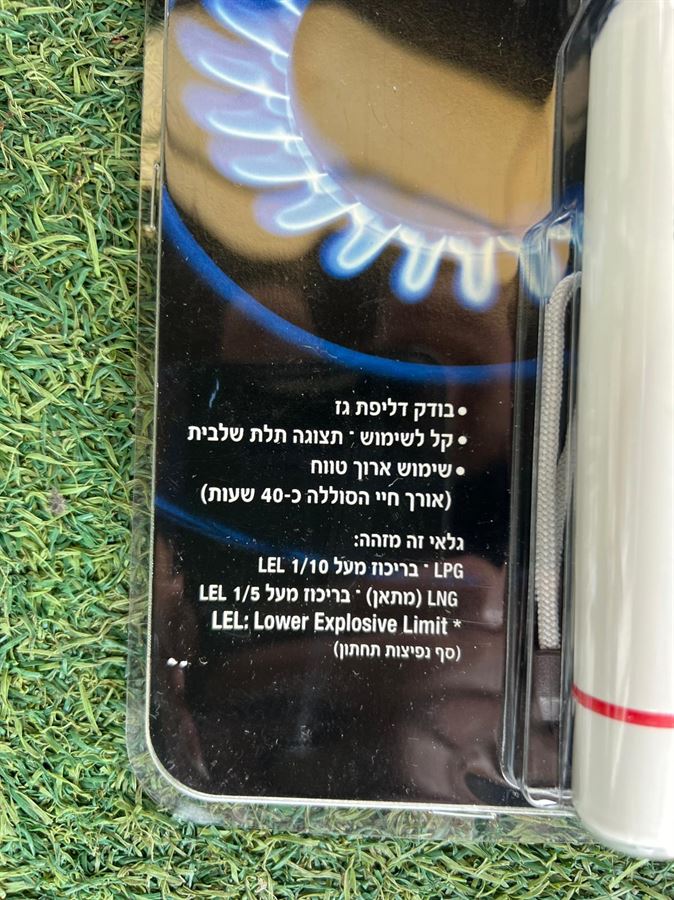 • בודק דליפת גז
• קל לשימוש - תצוגה תלת שלבית
• שימוש ארוך טווח
(אורך חיי הסוללה כ-40 שעות)
גלאי זה מזהה:
LPG - בריכוז מעל 1/10 LEL
LNG (מתאן) - בריכוז מעל 1/5 LEL
* LEL: Lower Explosive Limit
(סף נפיצות תחתון)